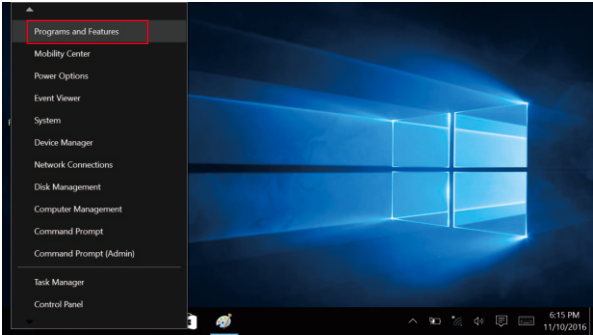 Programs and Features
Mobility Center
Power Options
Event Viewer
System
Device Manager
Network Connections
Disk Management
Computer Management
Command Prompt
Command Prompt (Admin)
Task Manager
Control Panel
6:15 PM
11/10/2016